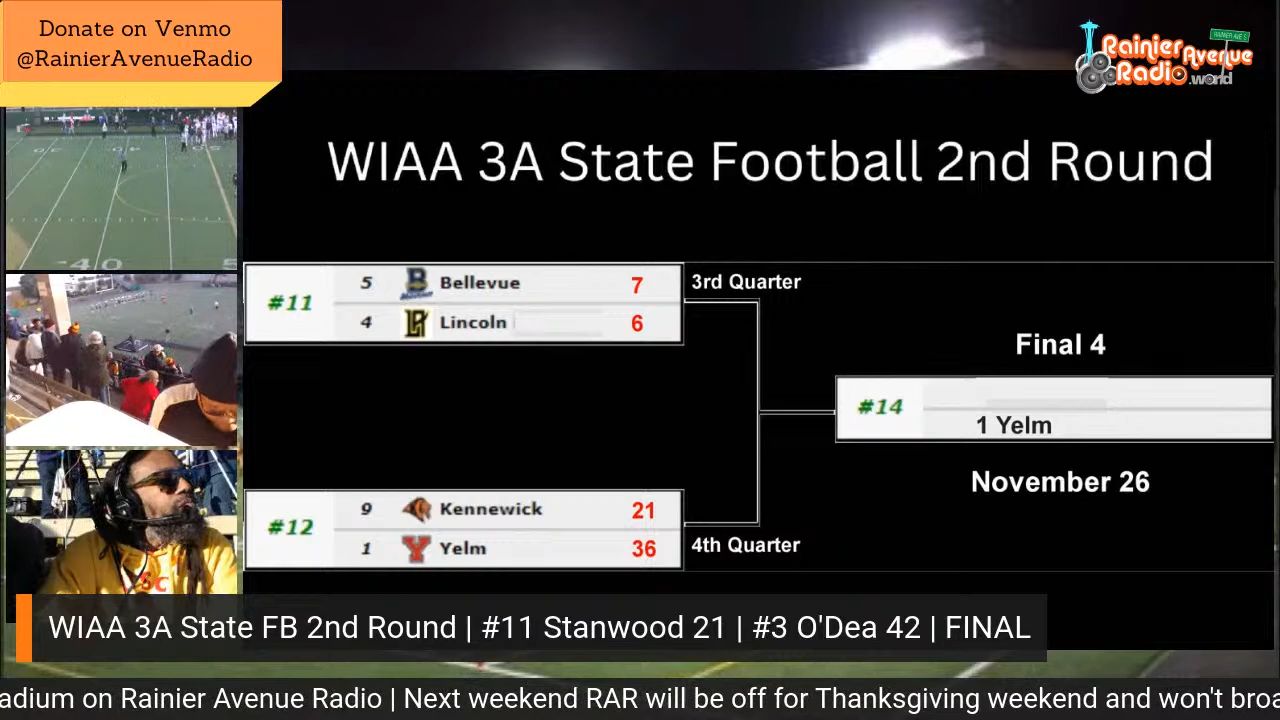 Donate on Venmo
@RainierAvenueRadio
RAINIER AVE S
Rainier Avenue
Radio .world
WIAA 3A State Football 2nd Round
#11
5 Bellevue 7
4 Lincoln 6
3rd Quarter
Final 4
#14
1 Yelm
November 26
#12
9 Kennewick 21
1 Yelm 36
4th Quarter
WIAA 3A State FB 2nd Round | #11 Stanwood 21 | #3 O'Dea 42 | FINAL
adium on Rainier Avenue Radio | Next weekend RAR will be off for Thanksgiving weekend and won't broa